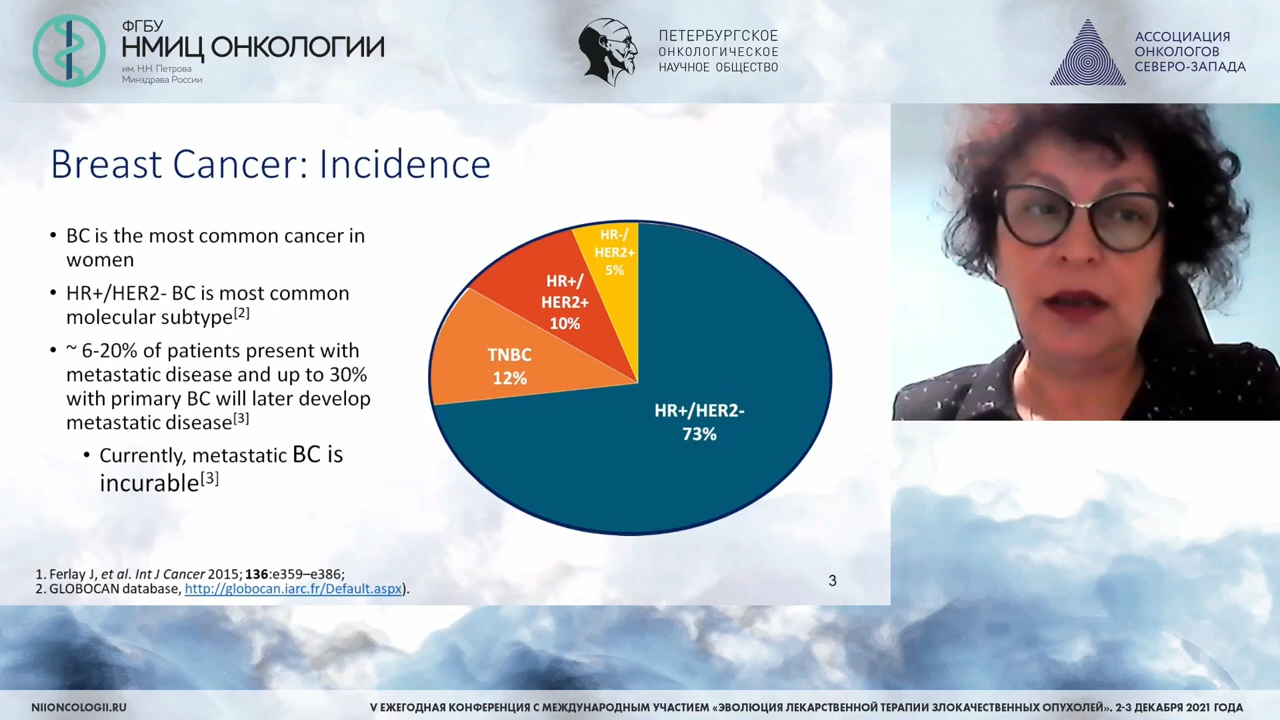 ФГБУ
НМИЦ ОНКОЛОГИИ
им. Н.Н. Петрова
Минздрава России
ПЕТЕРБУРГСКОЕ
ОНКОЛОГИЧЕСКОЕ
НАУЧНОЕ ОБЩЕСТВО
АССОЦИАЦИЯ
ОНКОЛОГОВ
СЕВЕРО-ЗАПАДА
Breast Cancer: Incidence
• BC is the most common cancer in
women
• HR+/HER2- BC is most common
molecular subtype[2]
• ~ 6-20% of patients present with
metastatic disease and up to 30%
with primary BC will later develop
metastatic disease[3]
• Currently, metastatic BC is
incurable[3]
HR-/
HER2+
5%
HR+/
HER2+
10%
TNBC
12%
HR+/HER2-
73%
1. Ferlay J, et al. Int J Cancer 2015; 136:e359–e386;
2. GLOBOCAN database, http://globocan.iarc.fr/Default.aspx).
3
NIIONCOLOGII.RU
V ЕЖЕГОДНАЯ КОНФЕРЕНЦИЯ С МЕЖДУНАРОДНЫМ УЧАСТИЕМ «ЭВОЛЮЦИЯ ЛЕКАРСТВЕННОЙ ТЕРАПИИ ЗЛОКАЧЕСТВЕННЫХ ОПУХОЛЕЙ». 2-3 ДЕКАБРЯ 2021 ГОДА